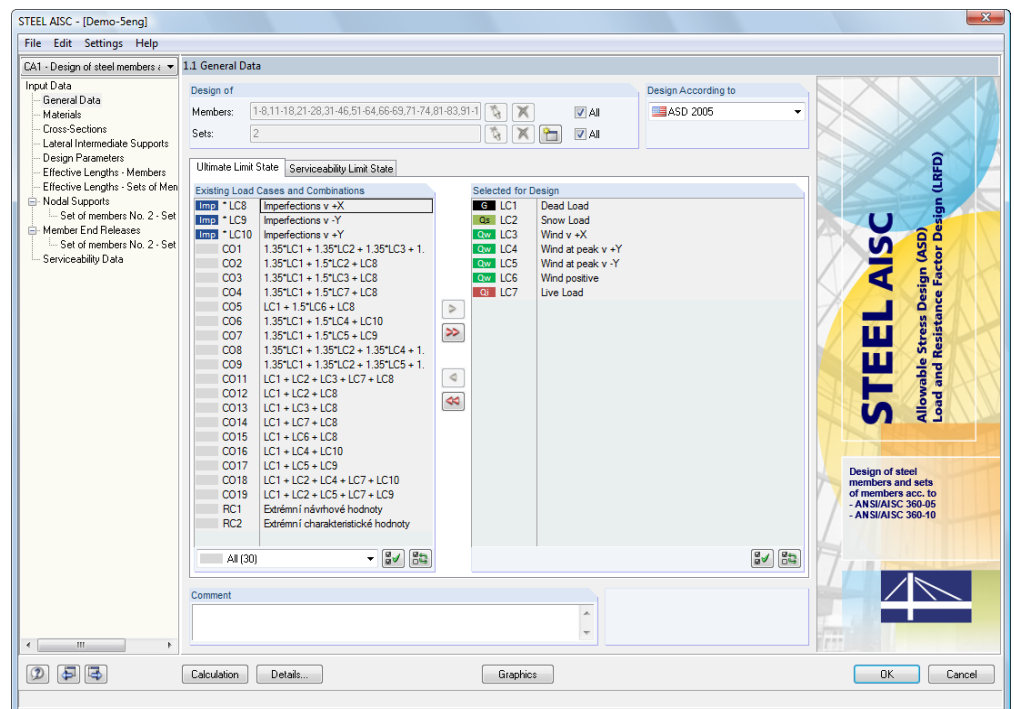 STEEL AISC - [Demo-5eng]
File Edit Settings Help
CA1 - Design of steel members a
1.1 General Data
Input Data
General Data
Materials
Cross-Sections
Lateral Intermediate Supports
Design Parameters
Effective Lengths - Members
Effective Lengths - Sets of Men
Nodal Supports
Set of members No. 2 - Set
Member End Releases
Set of members No. 2 - Set
Serviceability Data
Design of
Members: 1-8,11-18,21-28,31-46,51-64,66-69,71-74,81-83,91-1 All
Sets: 2 All
Design According to
ASD 2005
Ultimate Limit State Serviceability Limit State
Existing Load Cases and Combinations
Imp * LC8 Imperfections v +X
Imp * LC9 Imperfections v -Y
Imp * LC10 Imperfections v +Y
CO1 1.35*LC1 + 1.35*LC2 + 1.35*LC3 + 1.
CO2 1.35*LC1 + 1.5*LC2 + LC8
CO3 1.35*LC1 + 1.5*LC3 + LC8
CO4 1.35*LC1 + 1.5*LC7 + LC8
CO5 LC1 + 1.5*LC6 + LC8
CO6 1.35*LC1 + 1.5*LC4 + LC10
CO7 1.35*LC1 + 1.5*LC5 + LC9
CO8 1.35*LC1 + 1.35*LC2 + 1.35*LC4 + 1.
CO9 1.35*LC1 + 1.35*LC2 + 1.35*LC5 + 1.
CO11 LC1 + LC2 + LC3 + LC7 + LC8
CO12 LC1 + LC2 + LC8
CO13 LC1 + LC3 + LC8
CO14 LC1 + LC7 + LC8
CO15 LC1 + LC6 + LC8
CO16 LC1 + LC4 + LC10
CO17 LC1 + LC5 + LC9
CO18 LC1 + LC2 + LC4 + LC7 + LC10
CO19 LC1 + LC2 + LC5 + LC7 + LC9
RC1 Extrémní návrhové hodnoty
RC2 Extrémní charakteristické hodnoty
All (30)
Selected for Design
G LC1 Dead Load
Qs LC2 Snow Load
Qw LC3 Wind v +X
Qw LC4 Wind at peak v +Y
Qw LC5 Wind at peak v -Y
Qw LC6 Wind positive
Qi LC7 Live Load
Comment
STEEL AISC
Allowable Stress Design (ASD)
Load and Resistance Factor Design (LRFD)
Design of steel
members and sets
of members acc. to
- ANSI/AISC 360-05
- ANSI/AISC 360-10
Calculation Details... Graphics OK Cancel